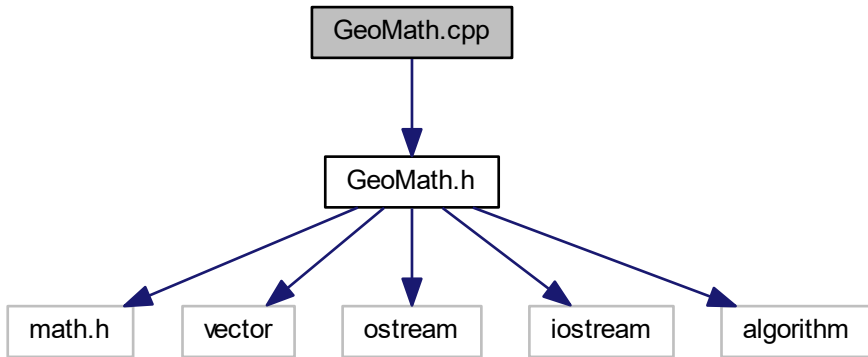 GeoMath.cpp
GeoMath.h
math.h
vector
ostream
iostream
algorithm